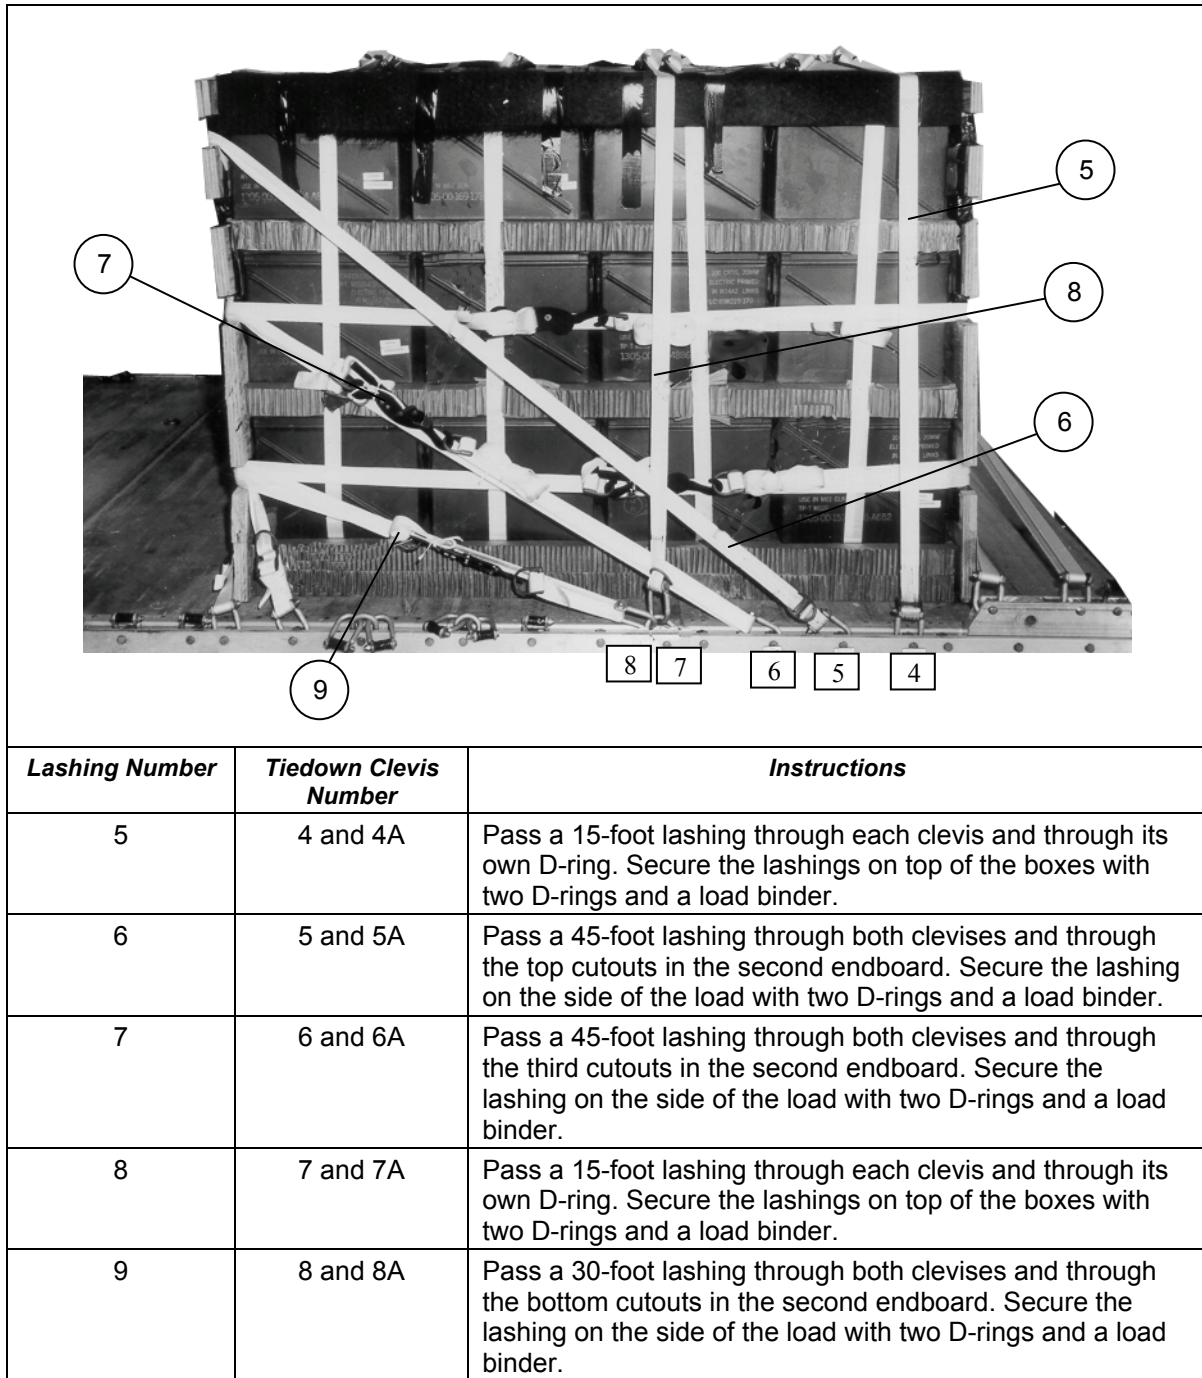 5
7
8
6
9
8 7 6 5 4
1305-00
1305-00
USE IN M12
Lashing Number Tiedown Clevis Number Instructions
5 4 and 4A Pass a 15-foot lashing through each clevis and through its
own D-ring. Secure the lashings on top of the boxes with
two D-rings and a load binder.
6 5 and 5A Pass a 45-foot lashing through both clevises and through
the top cutouts in the second endboard. Secure the lashing
on the side of the load with two D-rings and a load binder.
7 6 and 6A Pass a 45-foot lashing through both clevises and through
the third cutouts in the second endboard. Secure the
lashing on the side of the load with two D-rings and a load
binder.
8 7 and 7A Pass a 15-foot lashing through each clevis and through its
own D-ring. Secure the lashings on top of the boxes with
two D-rings and a load binder.
9 8 and 8A Pass a 30-foot lashing through both clevises and through
the bottom cutouts in the second endboard. Secure the
lashing on the side of the load with two D-rings and a load
binder.